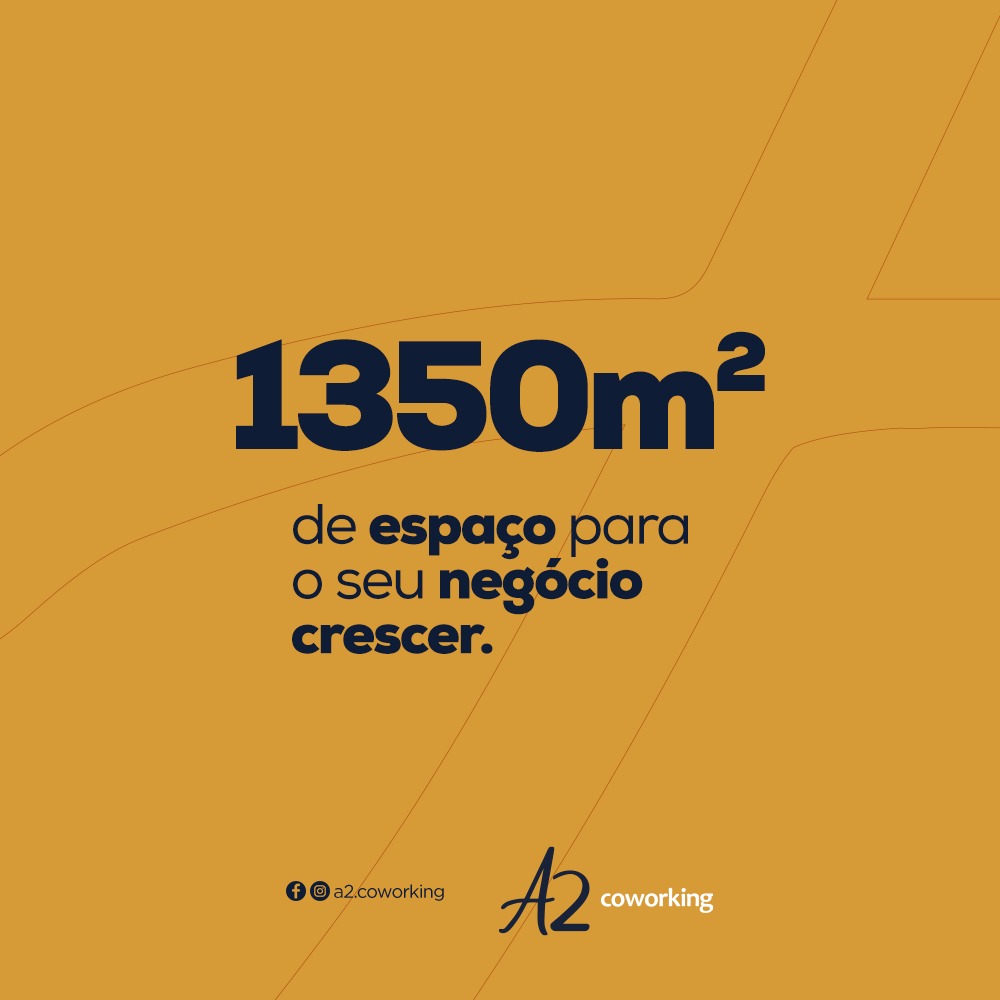 1350m²
de espaço para
o seu negócio
crescer.
a2.coworking
A2 coworking